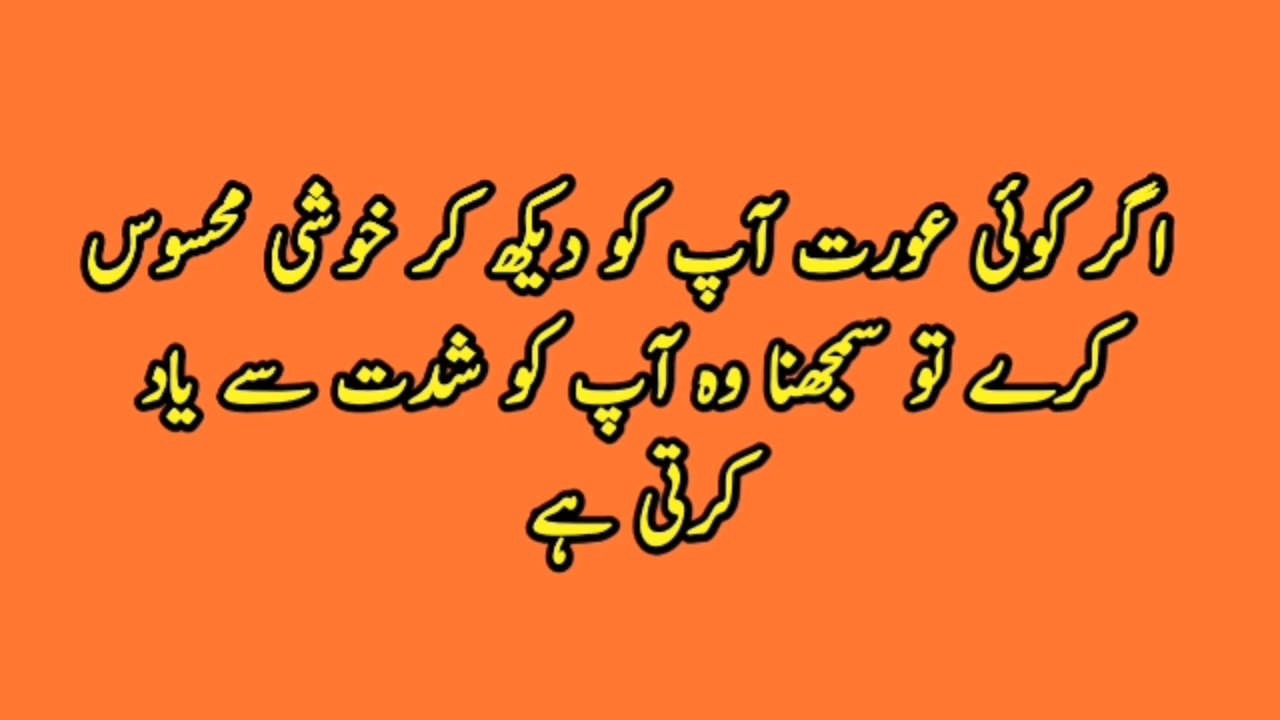 اگر کوئی عورت آپ کو دیکھ کر خوشی محسوس
کرے تو سمجھنا وہ آپ کو شدت سے یاد
کرتی ہے